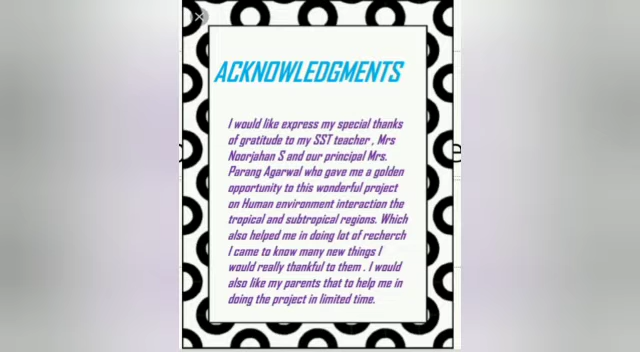 ACKNOWLEDGMENTS
I would like express my special thanks
of gratitude to my SST teacher , Mrs
Noorjahan S and our principal Mrs.
Parang Agarwal who gave me a golden
opportunity to this wonderful project
on Human environment interaction the
tropical and subtropical regions. Which
also helped me in doing lot of recherch
I came to know many new things I
would really thankful to them . I would
also like my parents that to help me in
doing the project in limited time.